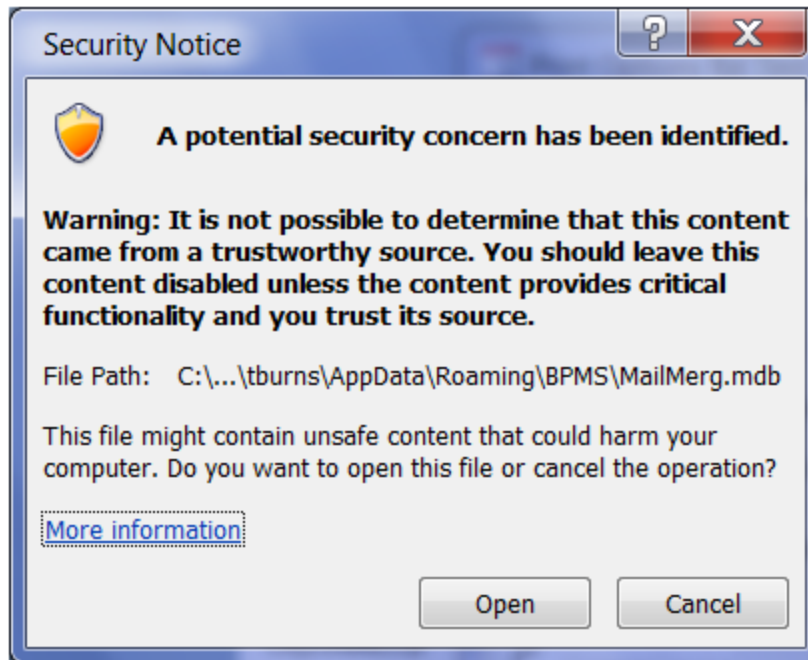 Security Notice
A potential security concern has been identified.
Warning: It is not possible to determine that this content
came from a trustworthy source. You should leave this
content disabled unless the content provides critical
functionality and you trust its source.
File Path: C:\...\tburns\AppData\Roaming\BPMS\MailMerg.mdb
This file might contain unsafe content that could harm your
computer. Do you want to open this file or cancel the operation?
More information
Open Cancel